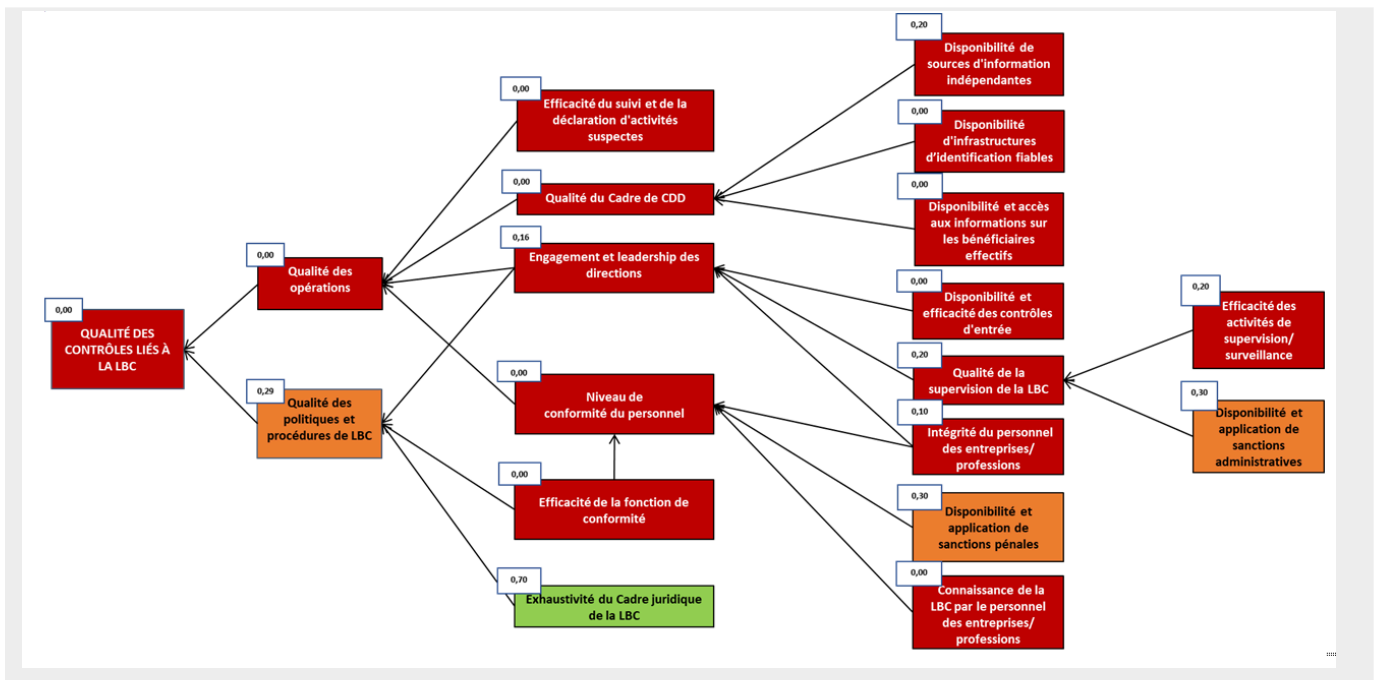 0,00
QUALITÉ DES
CONTRÔLES LIÉS À
LA LBC
0,00
Qualité des
opérations
0,29
Qualité des
politiques et
procédures de LBC
0,00
Efficacité du suivi et de la
déclaration d'activités
suspectes
0,00
Qualité du Cadre de CDD
0,16
Engagement et leadership des
directions
0,00
Niveau de
conformité du personnel
0,00
Efficacité de la fonction de
conformité
0,70
Exhaustivité du Cadre juridique
de la LBC
0,20
Disponibilité de
sources d'information
indépendantes
0,00
Disponibilité
d'infrastructures
d’identification fiables
0,00
Disponibilité et accès
aux informations sur
les bénéficiaires
effectifs
0,00
Disponibilité et
efficacité des contrôles
d'entrée
0,20
Qualité de la
supervision de la LBC
0,10
Intégrité du personnel
des entreprises/
professions
0,30
Disponibilité et
application de
sanctions pénales
0,00
Connaissance de la
LBC par le personnel
des entreprises/
professions
0,20
Efficacité des
activités de
supervision/
surveillance
0,30
Disponibilité et
application de
sanctions
administratives